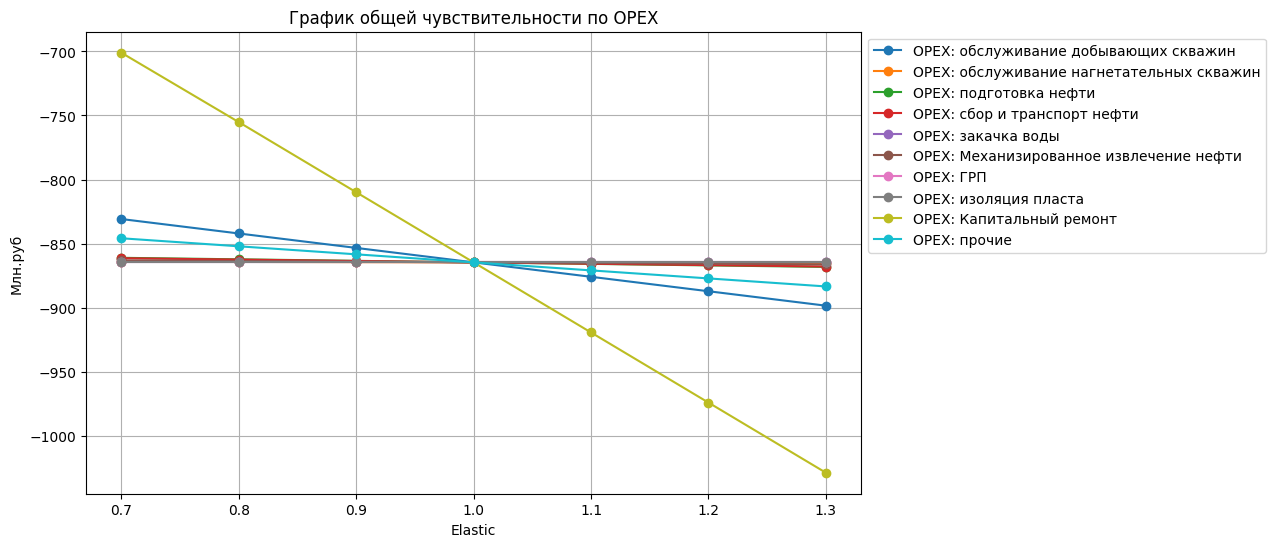 График общей чувствительности по OPEX
Млн.руб
−700
−750
−800
−850
−900
−950
−1000
0.7
0.8
0.9
1.0
1.1
1.2
1.3
Elastic
OPEX: обслуживание добывающих скважин
OPEX: обслуживание нагнетательных скважин
OPEX: подготовка нефти
OPEX: сбор и транспорт нефти
OPEX: закачка воды
OPEX: Механизированное извлечение нефти
OPEX: ГРП
OPEX: изоляция пласта
OPEX: Капитальный ремонт
OPEX: прочие